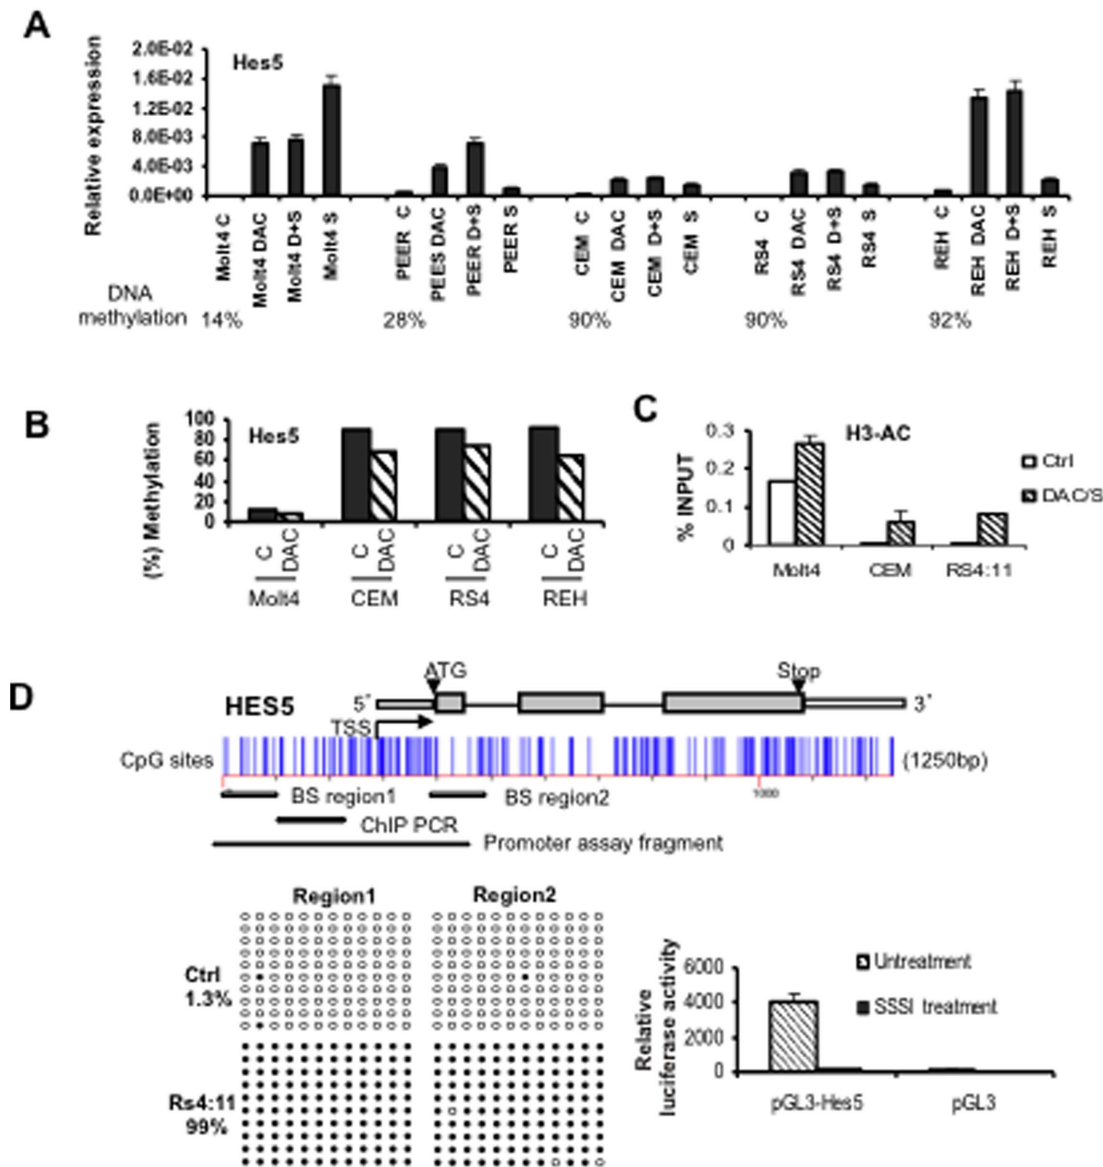 A
Hes5
Relative expression
2.0E-02
1.6E-02
1.2E-02
8.0E-03
4.0E-03
0.0E+00
Molt4 C
Molt4 DAC
Molt4 D+S
Molt4 S
PEER C
PEES DAC
PEER D+S
PEER S
CEM C
CEM DAC
CEM D+S
CEM S
RS4 C
RS4 DAC
RS4 D+S
RS4 S
REH C
REH DAC
REH D+S
REH S
DNA
methylation
14%
28%
90%
90%
92%
B
Hes5
(%) Methylation
100
80
60
40
20
0
C
DAC
C
DAC
C
DAC
C
DAC
Molt4
CEM
RS4
REH
C
H3-AC
% INPUT
0.3
0.2
0.1
0
Ctrl
DAC/S
Molt4
CEM
RS4:11
D
ATG
Stop
HES5
5'
3'
TSS
CpG sites
(1250bp)
1000
BS region1
BS region2
ChIP PCR
Promoter assay fragment
Region1
Region2
Ctrl
1.3%
Rs4:11
99%
Relative
luciferase activity
6000
4000
2000
0
Untreatment
SSSI treatment
pGL3-Hes5
pGL3